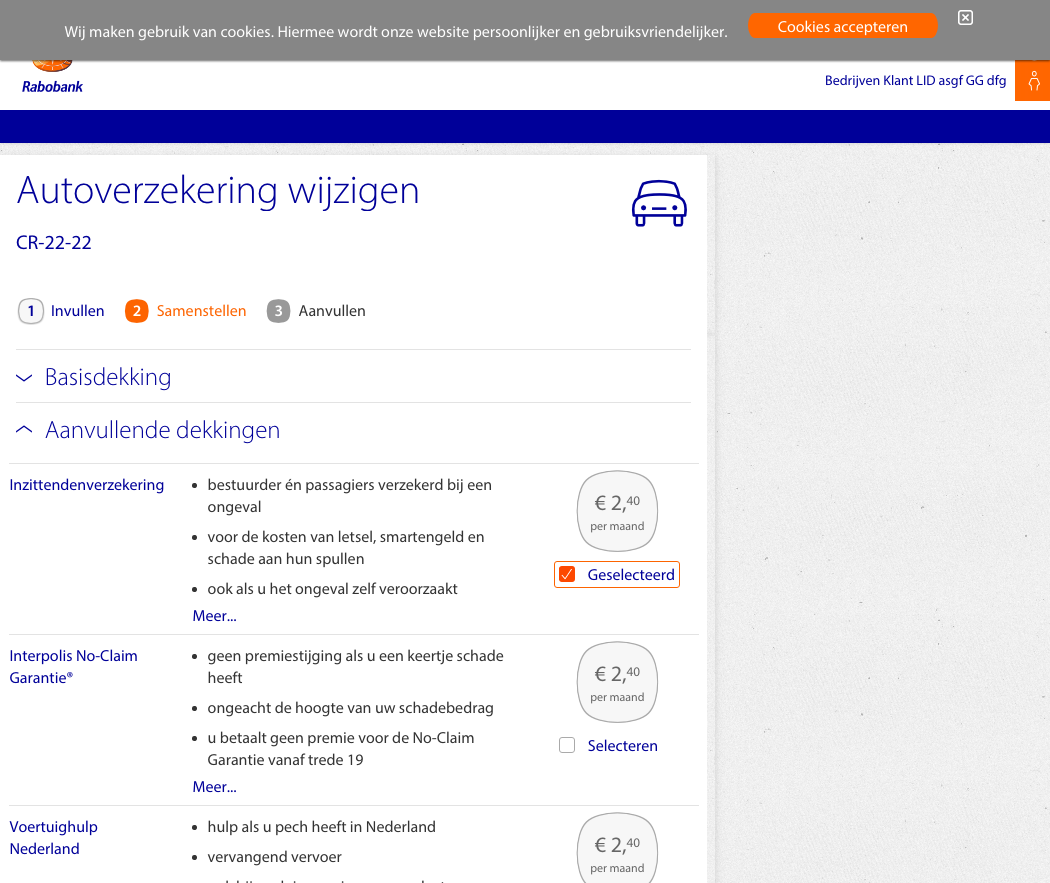 Wij maken gebruik van cookies. Hiermee wordt onze website persoonlijker en gebruiksvriendelijker.
Cookies accepteren
Rabobank
Bedrijven Klant LID asgf GG dfg
Autoverzekering wijzigen
CR-22-22
1 Invullen 2 Samenstellen 3 Aanvullen
Basisdekking
Aanvullende dekkingen
Inzittendenverzekering
• bestuurder én passagiers verzekerd bij een
ongeval
• voor de kosten van letsel, smartengeld en
schade aan hun spullen
• ook als u het ongeval zelf veroorzaakt
Meer...
€ 2,40
per maand
Geselecteerd
Interpolis No-Claim
Garantie®
• geen premiestijging als u een keertje schade
heeft
• ongeacht de hoogte van uw schadebedrag
• u betaalt geen premie voor de No-Claim
Garantie vanaf trede 19
Meer...
€ 2,40
per maand
Selecteren
Voertuighulp
Nederland
• hulp als u pech heeft in Nederland
• vervangend vervoer
€ 2,40
per maand